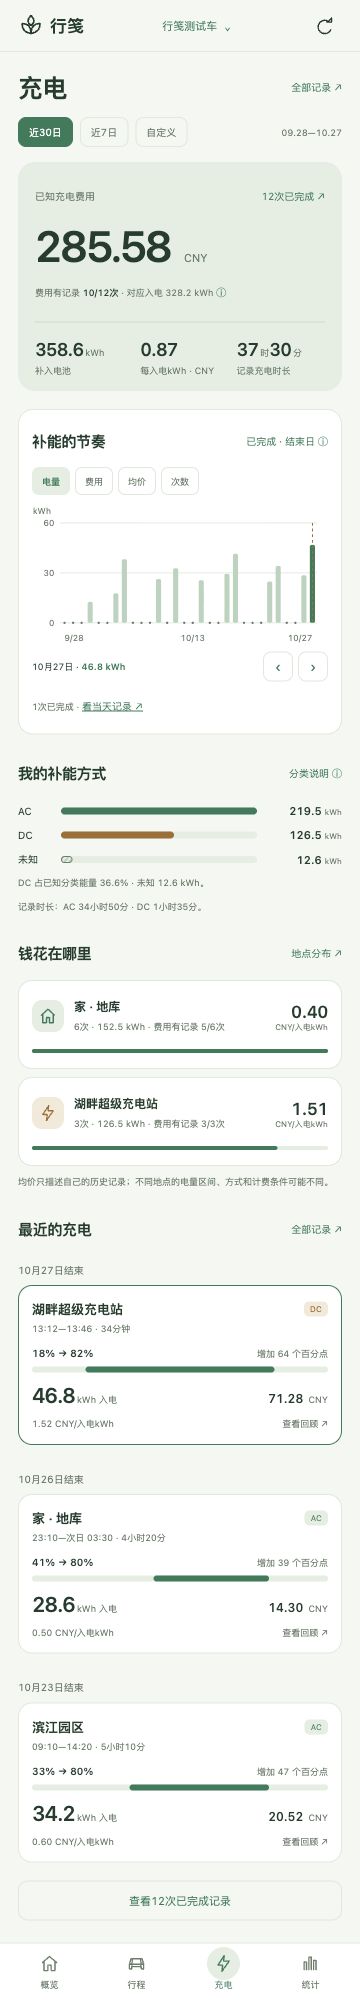 行笺
行笺测试车 ⌄
充电
全部记录 ↗
近30日 近7日 自定义 09.28—10.27
已知充电费用 12次已完成 ↗
285.58 CNY
费用有记录 10/12次 · 对应入电 328.2 kWh ⓘ
358.6 kWh 0.87 37时30分
补入电池 每入电kWh · CNY 记录充电时长
补能的节奏 已完成 · 结束日 ⓘ
电量 费用 均价 次数
kWh
60
30
0
9/28 10/13 10/27
10月27日 · 46.8 kWh ‹ ›
1次已完成 · 看当天记录 ↗
我的补能方式 分类说明 ⓘ
AC 219.5 kWh
DC 126.5 kWh
未知 12.6 kWh
DC 占已知分类能量 36.6% · 未知 12.6 kWh。
记录时长：AC 34小时50分 · DC 1小时35分。
钱花在哪里 地点分布 ↗
家 · 地库 0.40
6次 · 152.5 kWh · 费用有记录 5/6次 CNY/入电kWh
湖畔超级充电站 1.51
3次 · 126.5 kWh · 费用有记录 3/3次 CNY/入电kWh
均价只描述自己的历史记录；不同地点的电量区间、方式和计费条件可能不同。
最近的充电 全部记录 ↗
10月27日结束
湖畔超级充电站 DC
13:12—13:46 · 34分钟
18% → 82% 增加 64 个百分点
46.8 kWh 入电 71.28 CNY
1.52 CNY/入电kWh 查看回顾 ↗
10月26日结束
家 · 地库 AC
23:10—次日 03:30 · 4小时20分
41% → 80% 增加 39 个百分点
28.6 kWh 入电 14.30 CNY
0.50 CNY/入电kWh 查看回顾 ↗
10月23日结束
滨江园区 AC
09:10—14:20 · 5小时10分
33% → 80% 增加 47 个百分点
34.2 kWh 入电 20.52 CNY
0.60 CNY/入电kWh 查看回顾 ↗
查看12次已完成记录
概览 行程 充电 统计